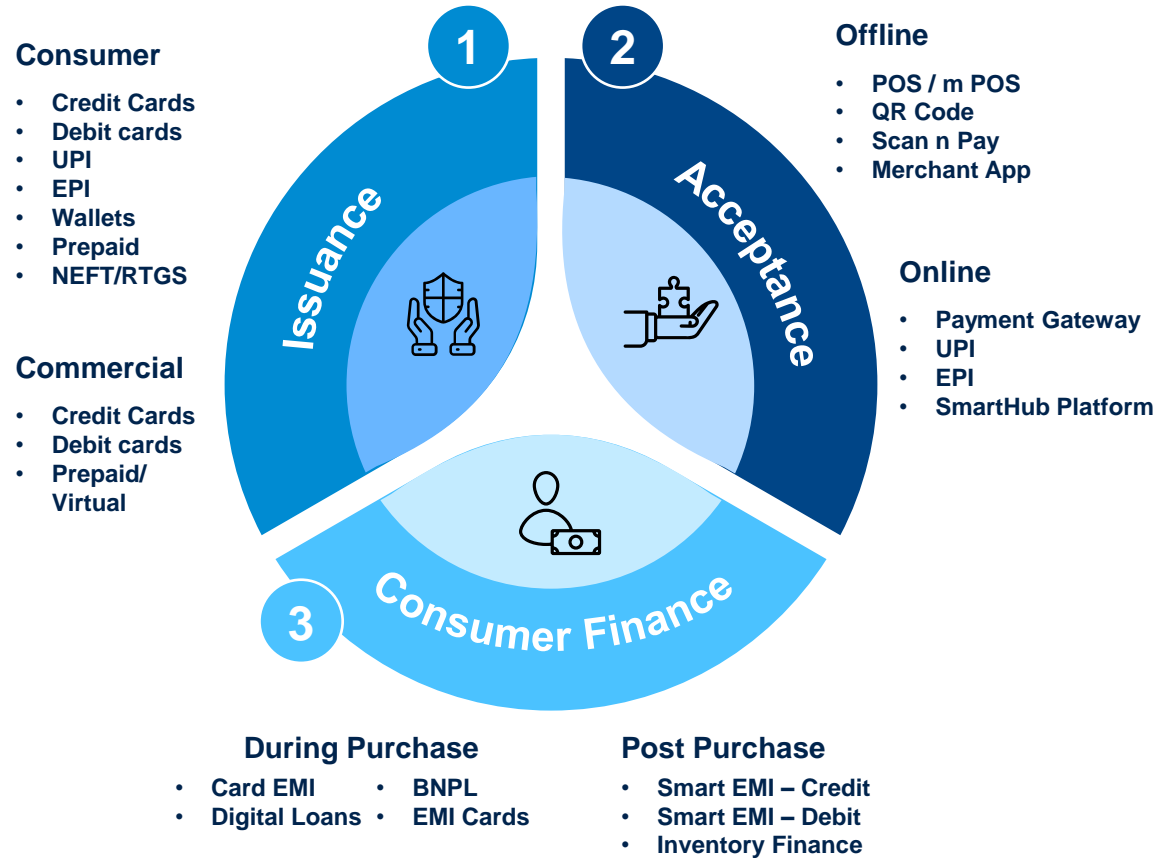 1
Issuance
Consumer
• Credit Cards
• Debit cards
• UPI
• EPI
• Wallets
• Prepaid
• NEFT/RTGS
Commercial
• Credit Cards
• Debit cards
• Prepaid/
Virtual
2
Acceptance
Offline
• POS / m POS
• QR Code
• Scan n Pay
• Merchant App
Online
• Payment Gateway
• UPI
• EPI
• SmartHub Platform
3
Consumer Finance
During Purchase
• Card EMI
• Digital Loans
• BNPL
• EMI Cards
Post Purchase
• Smart EMI – Credit
• Smart EMI – Debit
• Inventory Finance